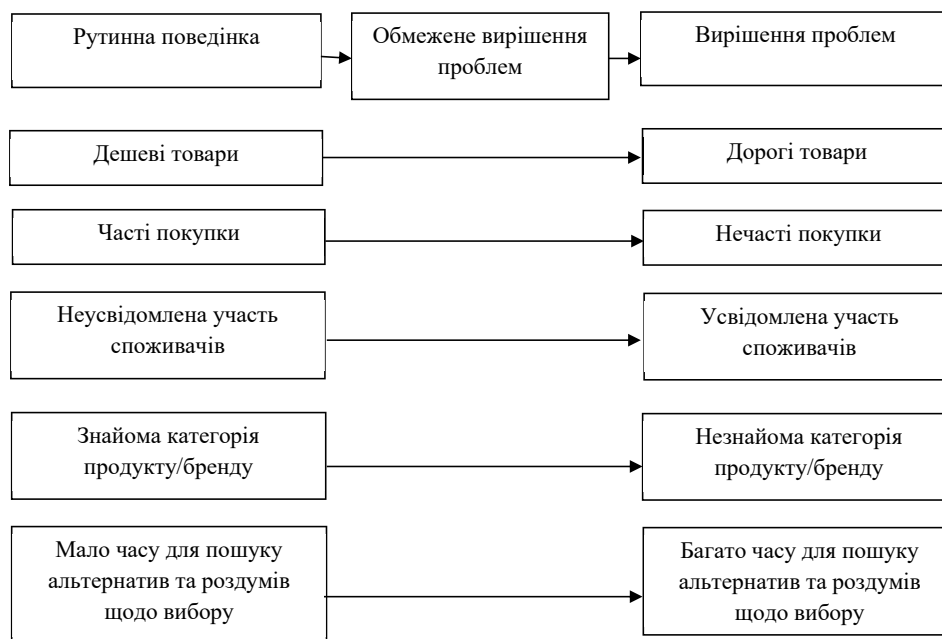 Рутинна поведінка
Обмежене вирішення
проблем
Вирішення проблем
Дешеві товари
Дорогі товари
Часті покупки
Нечасті покупки
Неусвідомлена участь
споживачів
Усвідомлена участь
споживачів
Знайома категорія
продукту/бренду
Незнайома категорія
продукту/бренду
Мало часу для пошуку
альтернатив та роздумів
щодо вибору
Багато часу для пошуку
альтернатив та роздумів
щодо вибору